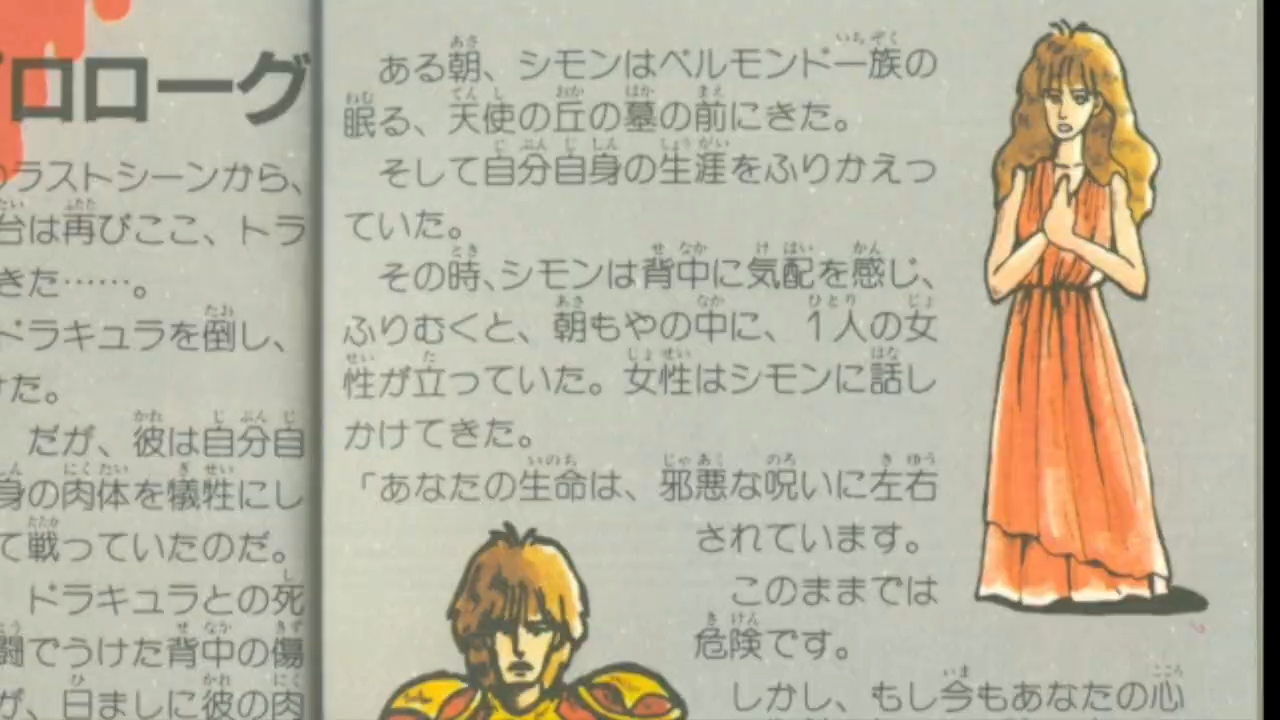 プロローグ
のラストシーンから、
台は再びここ、トラ
きた……。
ドラキュラを倒し、
けた。
だが、彼は自分自
身の肉体を犠牲にし
て戦っていたのだ。
ドラキュラとの死
闘でうけた背中の傷
が、日ましに彼の肉
ある朝、シモンはベルモンド一族の
眠る、天使の丘の墓の前にきた。
そして自分自身の生涯をふりかえっ
ていた。
その時、シモンは背中に気配を感じ、
ふりむくと、朝もやの中に、1人の女
性が立っていた。女性はシモンに話し
かけてきた。
「あなたの生命は、邪悪な呪いに左右
されています。
このままでは
危険です。
しかし、もし今もあなたの心